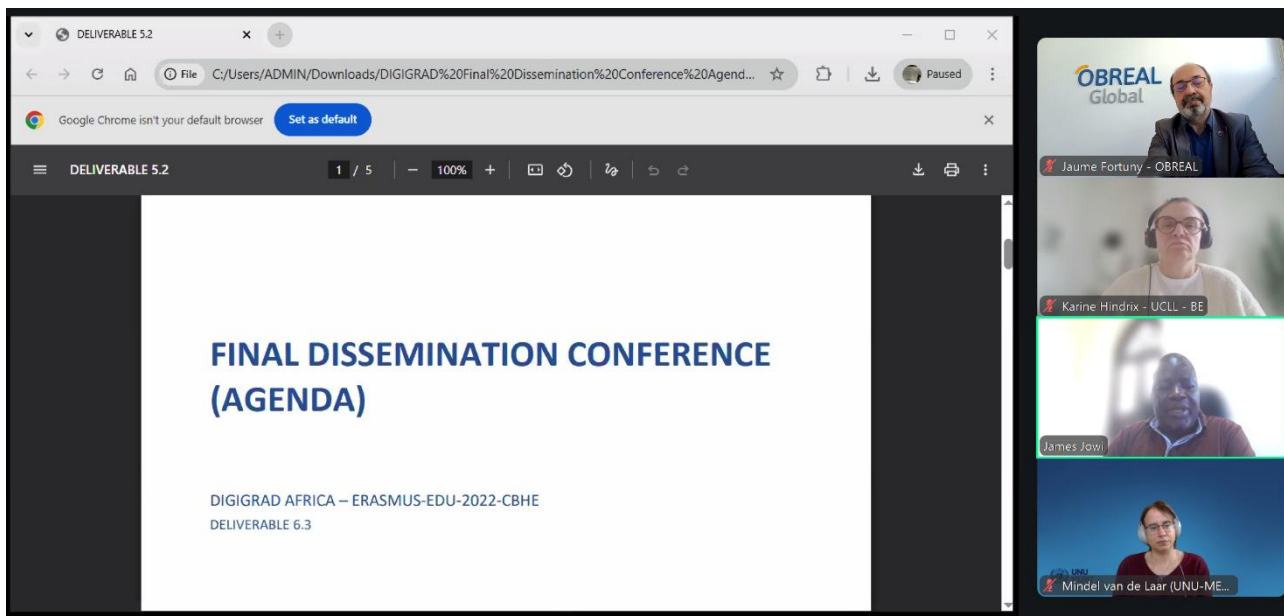 DELIVERABLE 5.2
File C:/Users/ADMIN/Downloads/DIGIGRAD%20Final%20Dissemination%20Conference%20Agend... Paused
Google Chrome isn't your default browser Set as default
DELIVERABLE 5.2 1 / 5 100%
FINAL DISSEMINATION CONFERENCE
(AGENDA)
DIGIGRAD AFRICA – ERASMUS-EDU-2022-CBHE
DELIVERABLE 6.3
OBREAL
Global
Jaume Fortuny - OBREAL
Karine Hindrix - UCLL - BE
James Jowi
UNU
Mindel van de Laar (UNU-ME...